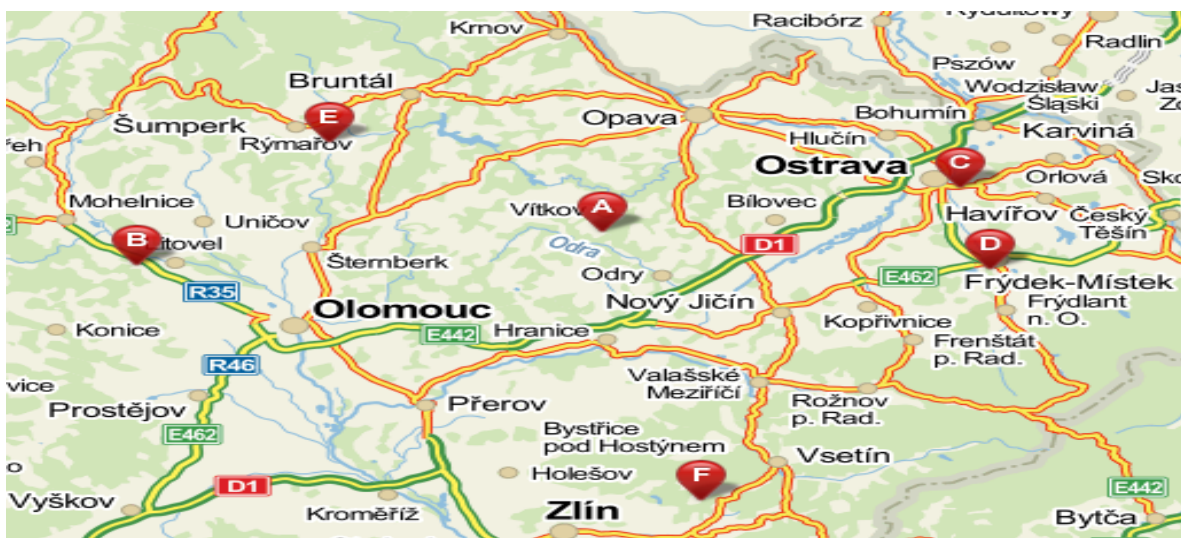 Krnov
Racibórz
Rydułtowy
Radlin
Pszów
Bruntál
Wodzisław
Śląski
E
Šumperk
Opava
Bohumín
Rýmařov
Hlučín
Karviná
Ostrava
C
Orlová
Mohelnice
Vítkov
A
Bílovec
Havířov
Český
Těšín
Uničov
B
Odra
D1
D
Šternberk
Odry
E462
Frýdek-Místek
R35
Olomouc
Nový Jičín
Frýdlant
n. O.
Konice
E442
Hranice
Kopřivnice
Frenštát
p. Rad.
R46
Valašské
Meziříčí
Rožnov
p. Rad.
Prostějov
Přerov
Bystřice
pod Hostýnem
E462
Holešov
F
Vsetín
Vyškov
D1
Kroměříž
Zlín
E442
Bytča